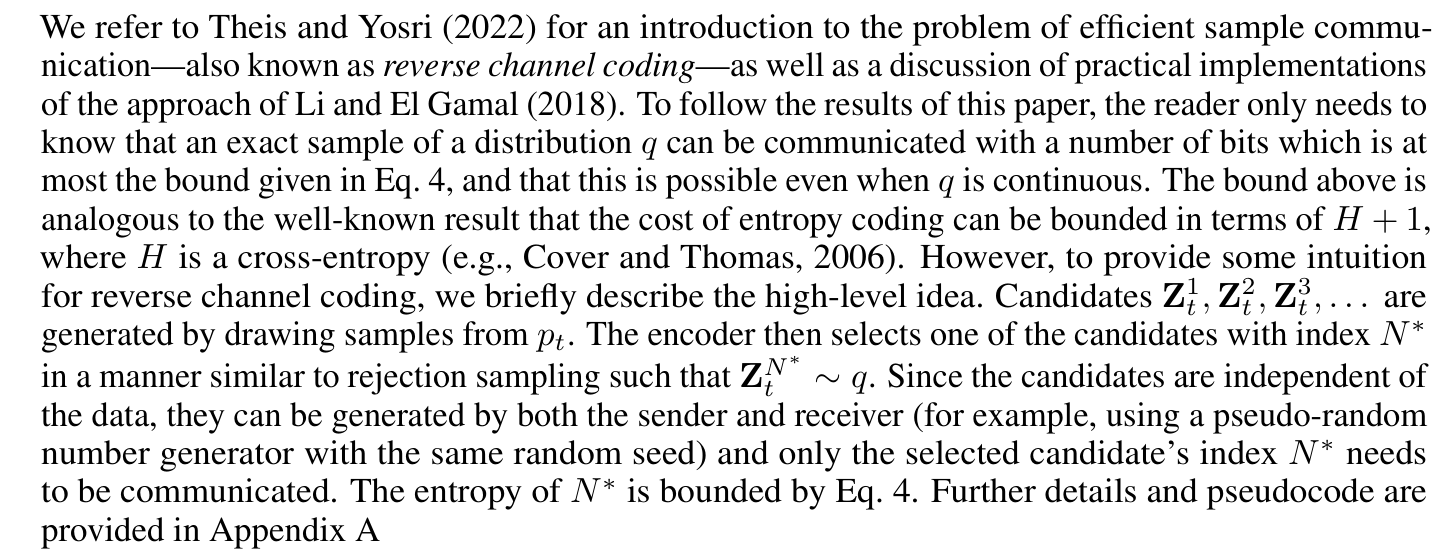 We refer to Theis and Yosri (2022) for an introduction to the problem of efficient sample commu-
nication—also known as reverse channel coding—as well as a discussion of practical implementations
of the approach of Li and El Gamal (2018). To follow the results of this paper, the reader only needs to
know that an exact sample of a distribution q can be communicated with a number of bits which is at
most the bound given in Eq. 4, and that this is possible even when q is continuous. The bound above is
analogous to the well-known result that the cost of entropy coding can be bounded in terms of H + 1,
where H is a cross-entropy (e.g., Cover and Thomas, 2006). However, to provide some intuition
for reverse channel coding, we briefly describe the high-level idea. Candidates Z_t^1, Z_t^2, Z_t^3, . . . are
generated by drawing samples from p_t. The encoder then selects one of the candidates with index N*
in a manner similar to rejection sampling such that Z_t^{N*} ∼ q. Since the candidates are independent of
the data, they can be generated by both the sender and receiver (for example, using a pseudo-random
number generator with the same random seed) and only the selected candidate's index N* needs
to be communicated. The entropy of N* is bounded by Eq. 4. Further details and pseudocode are
provided in Appendix A